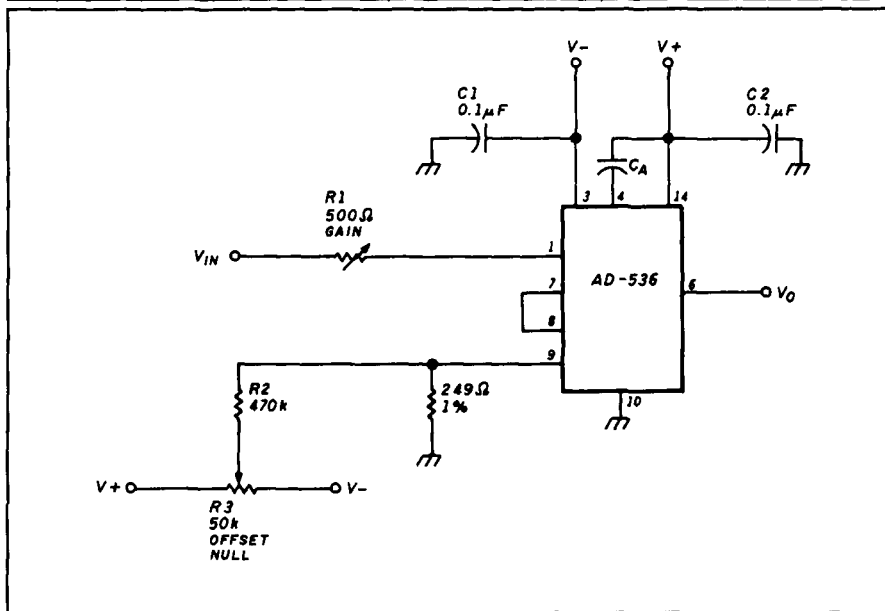 V- V+
C1
0.1µF
C2
0.1µF
CA
3 4 14
R1
500Ω
GAIN
VIN
1
AD-536
7
6
VO
8
9
R2
470k
249Ω
1%
10
V+ V-
R3
50k
OFFSET
NULL